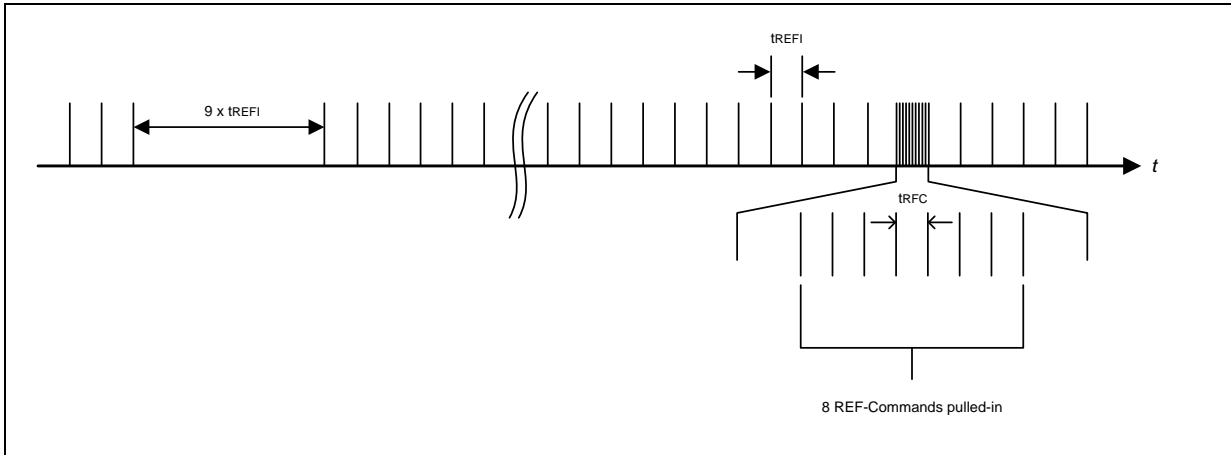 tREFI
9 x tREFI
t
tRFC
8 REF-Commands pulled-in